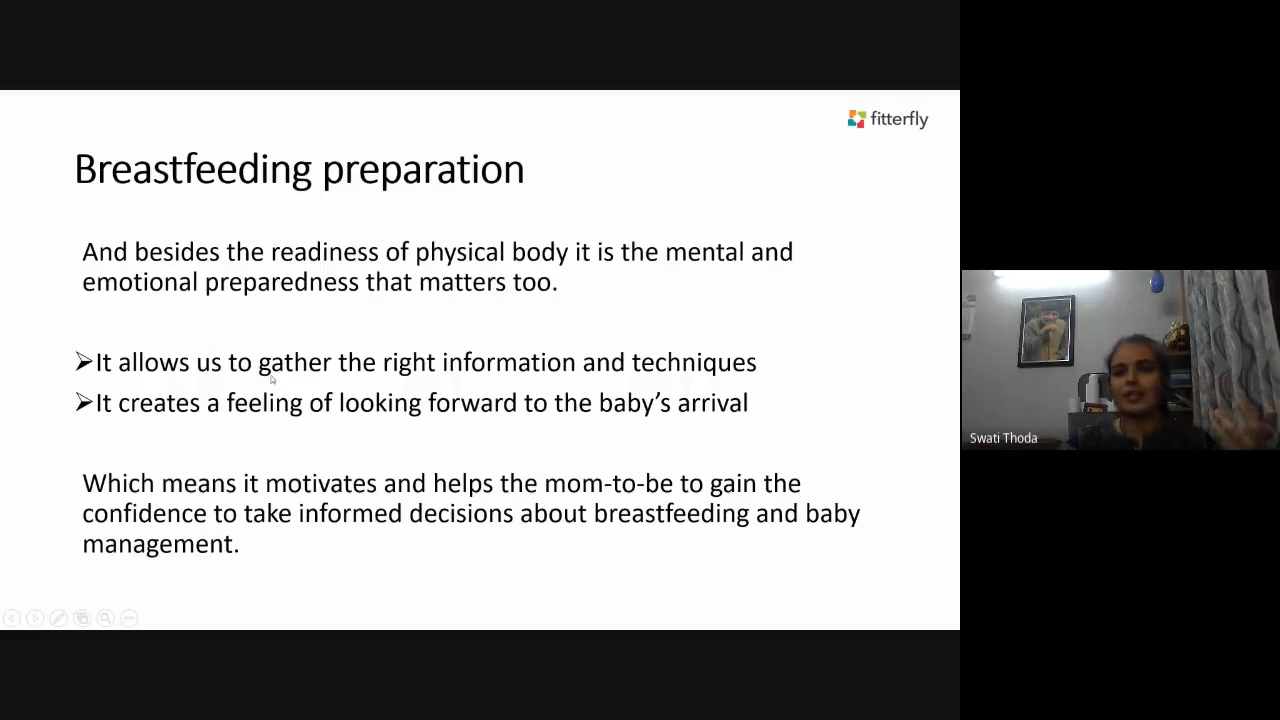 fitterfly
Breastfeeding preparation
And besides the readiness of physical body it is the mental and
emotional preparedness that matters too.
➢It allows us to gather the right information and techniques
➢It creates a feeling of looking forward to the baby’s arrival
Which means it motivates and helps the mom-to-be to gain the
confidence to take informed decisions about breastfeeding and baby
management.
Swati Thoda